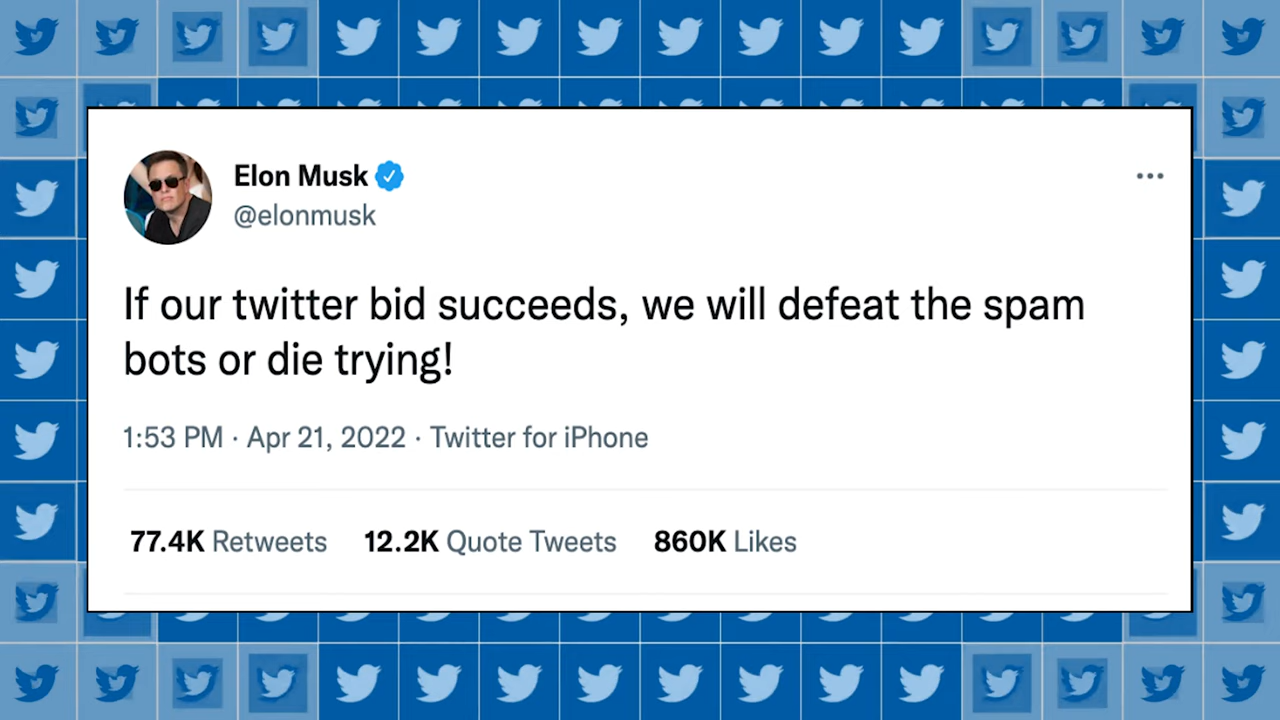 Elon Musk
@elonmusk
If our twitter bid succeeds, we will defeat the spam
bots or die trying!
1:53 PM · Apr 21, 2022 · Twitter for iPhone
77.4K Retweets 12.2K Quote Tweets 860K Likes